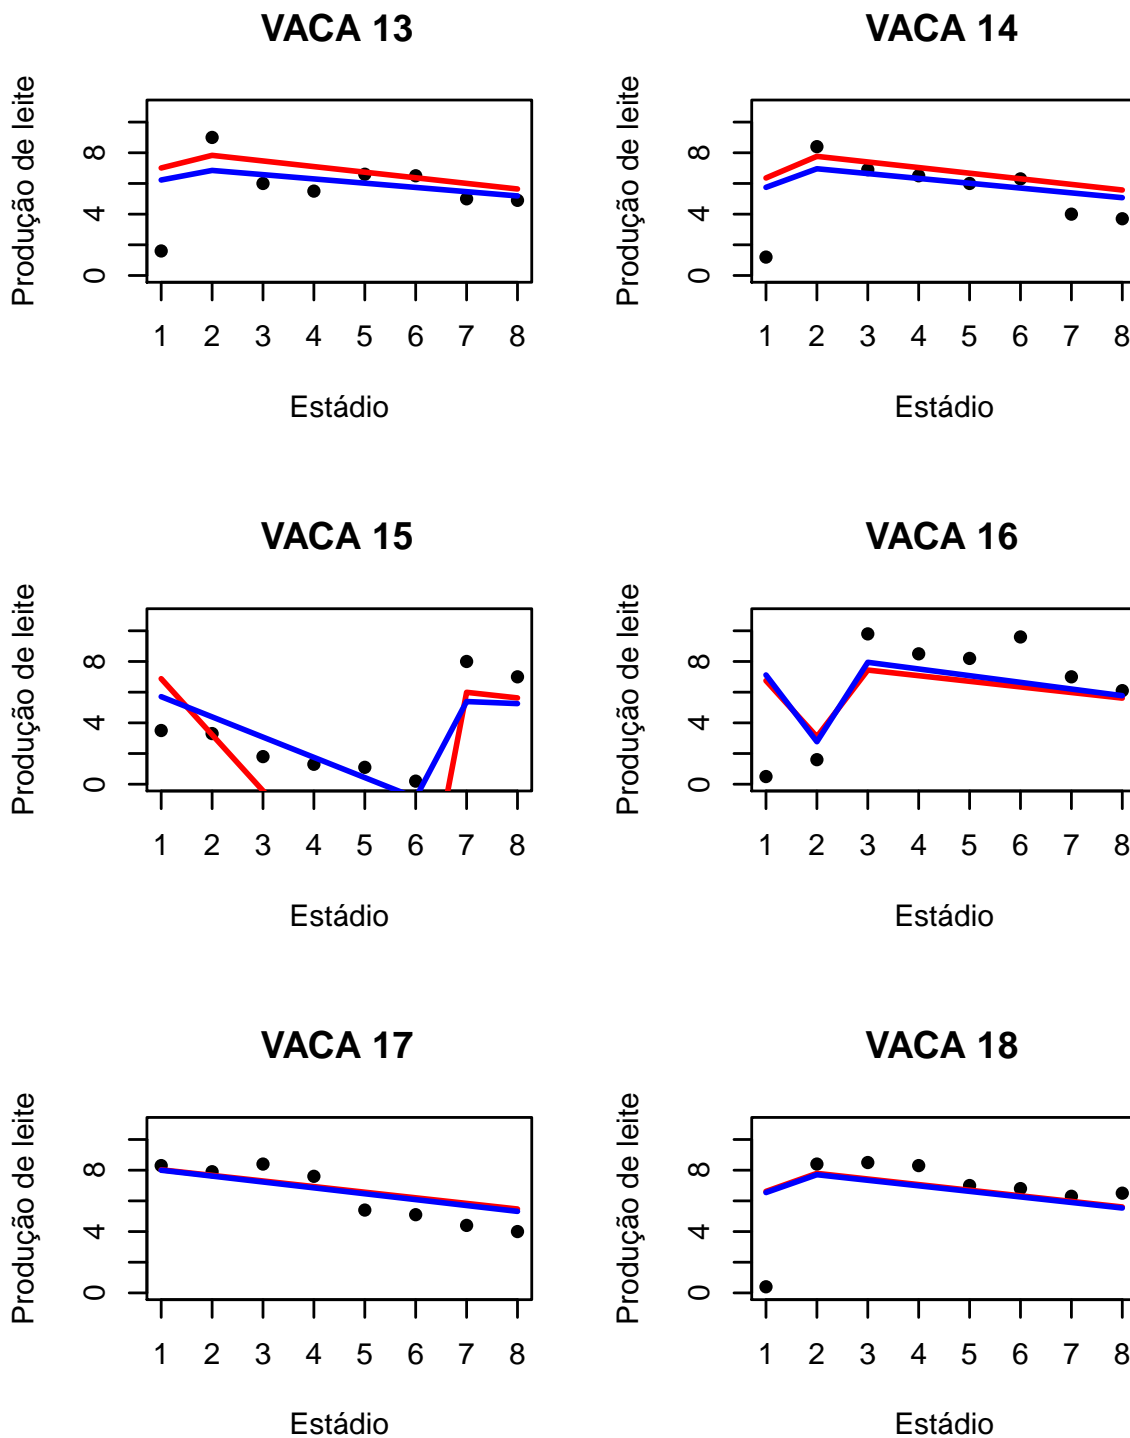 VACA 13
Produção de leite
0 4 8
1 2 3 4 5 6 7 8
Estádio
VACA 14
Produção de leite
0 4 8
1 2 3 4 5 6 7 8
Estádio
VACA 15
Produção de leite
0 4 8
1 2 3 4 5 6 7 8
Estádio
VACA 16
Produção de leite
0 4 8
1 2 3 4 5 6 7 8
Estádio
VACA 17
Produção de leite
0 4 8
1 2 3 4 5 6 7 8
Estádio
VACA 18
Produção de leite
0 4 8
1 2 3 4 5 6 7 8
Estádio